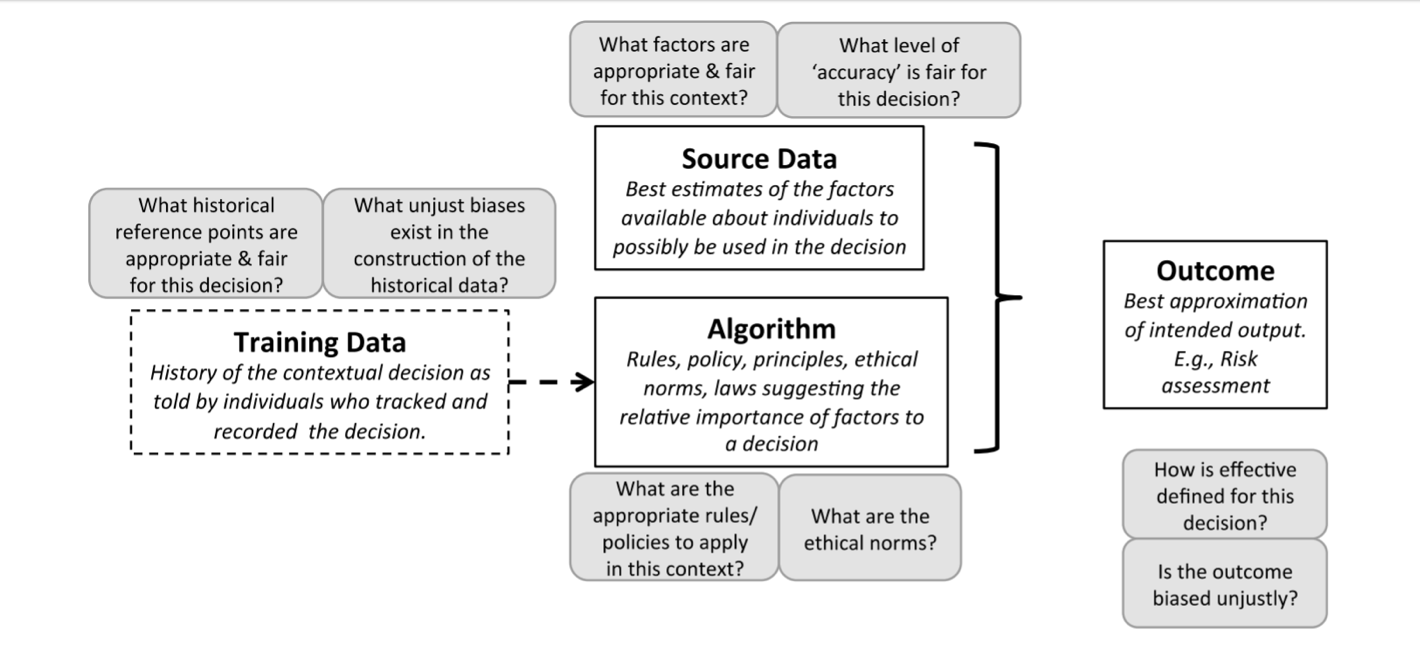 What factors are
appropriate & fair
for this context?
What level of
‘accuracy’ is fair for
this decision?
Source Data
Best estimates of the factors
available about individuals to
possibly be used in the decision
What historical
reference points are
appropriate & fair
for this decision?
What unjust biases
exist in the
construction of the
historical data?
Training Data
History of the contextual decision as
told by individuals who tracked and
recorded the decision.
Algorithm
Rules, policy, principles, ethical
norms, laws suggesting the
relative importance of factors to
a decision
What are the
appropriate rules/
policies to apply
in this context?
What are the
ethical norms?
Outcome
Best approximation
of intended output.
E.g., Risk
assessment
How is effective
defined for this
decision?
Is the outcome
biased unjustly?